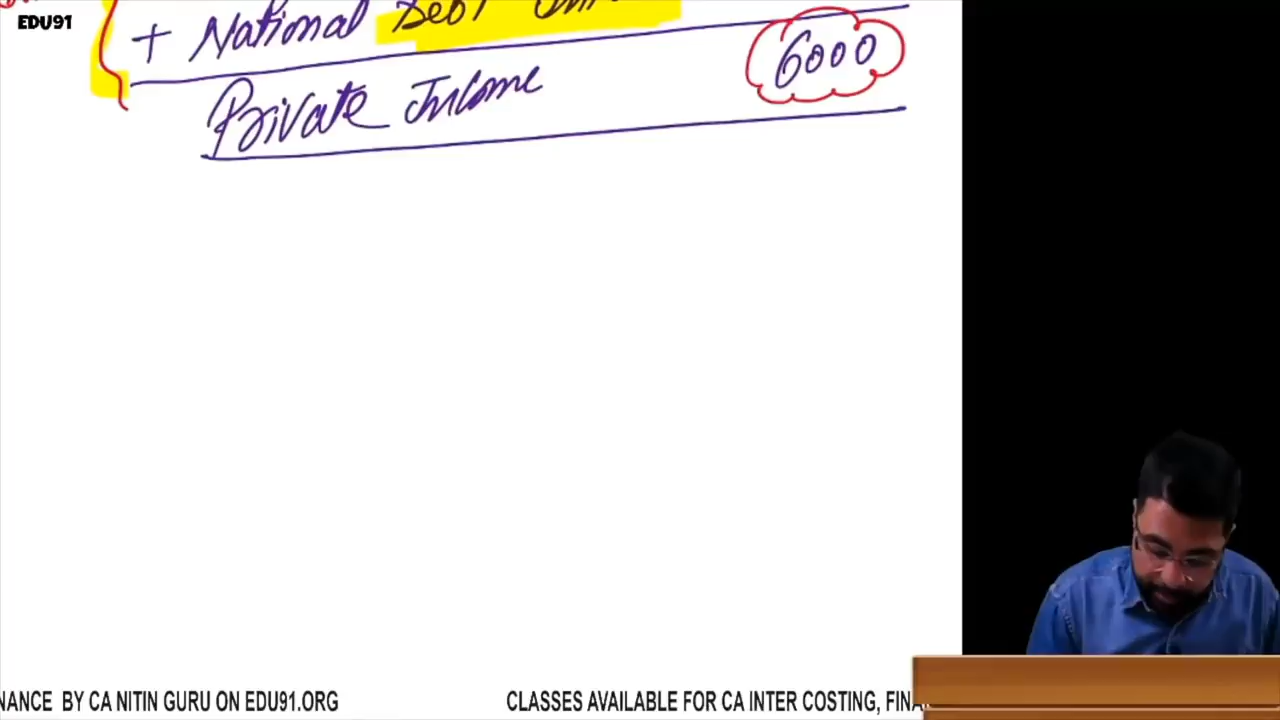 EDU91
+ National Debt
6000
Private Income
NANCE BY CA NITIN GURU ON EDU91.ORG
CLASSES AVAILABLE FOR CA INTER COSTING, FINA